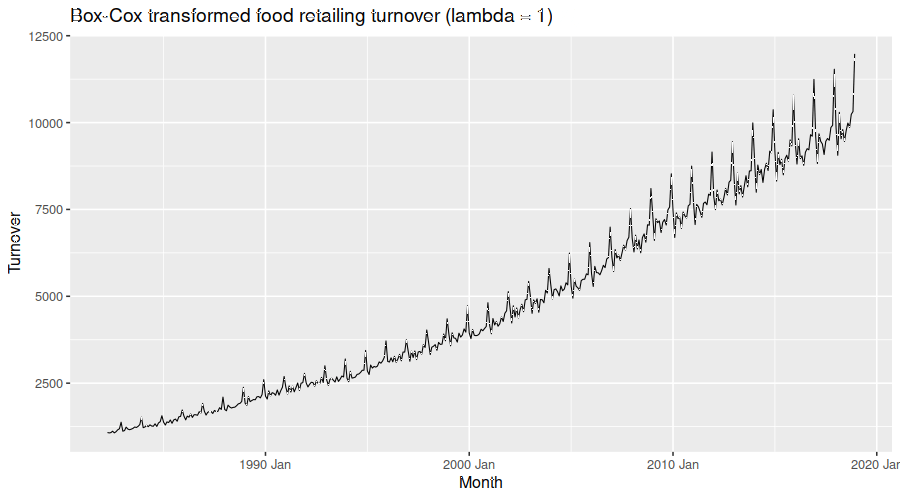 Box-Cox transformed food retailing turnover (lambda = 1)
12500
10000
7500
5000
2500
Turnover
1990 Jan
2000 Jan
2010 Jan
2020 Jan
Month